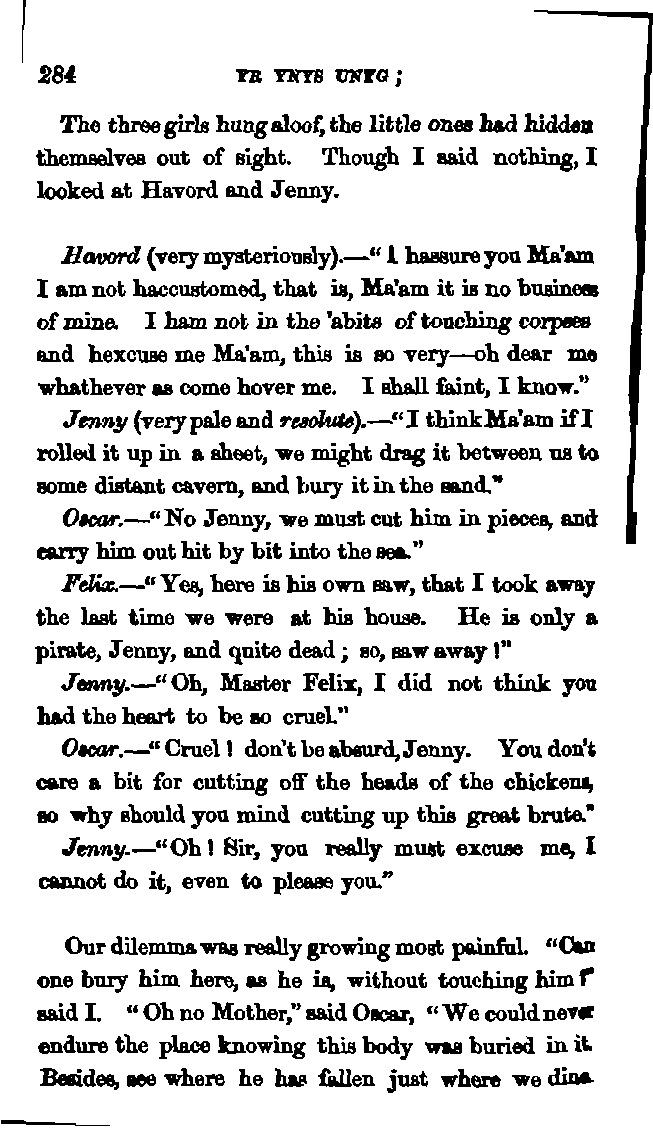 284 YR YNYS UNYG ;
The three girls hung aloof, the little ones had hidden
themselves out of sight. Though I said nothing, I
looked at Havord and Jenny.
Havord (very mysteriously).—“ I hassure you Ma'am
I am not haccustomed, that is, Ma'am it is no business
of mine. I ham not in the 'abits of touching corpses
and hexcuse me Ma'am, this is so very—oh dear me
whathever as come hover me. I shall faint, I know.”
Jenny (very pale and resolute).—“ I think Ma'am if I
rolled it up in a sheet, we might drag it between us to
some distant cavern, and bury it in the sand.”
Oscar.—“ No Jenny, we must cut him in pieces, and
carry him out hit by bit into the sea.”
Felix.—“ Yes, here is his own saw, that I took away
the last time we were at his house. He is only a
pirate, Jenny, and quite dead ; so, saw away !”
Jenny.—“ Oh, Master Felix, I did not think you
had the heart to be so cruel.”
Oscar.—“ Cruel ! don't be absurd, Jenny. You don't
care a bit for cutting off the heads of the chickens,
so why should you mind cutting up this great brute.”
Jenny.—“ Oh ! Sir, you really must excuse me, I
cannot do it, even to please you.”
Our dilemma was really growing most painful. “Can
one bury him here, as he is, without touching him ?”
said I. “ Oh no Mother,” said Oscar, “ We could never
endure the place knowing this body was buried in it.
Besides, see where he has fallen just where we dine.